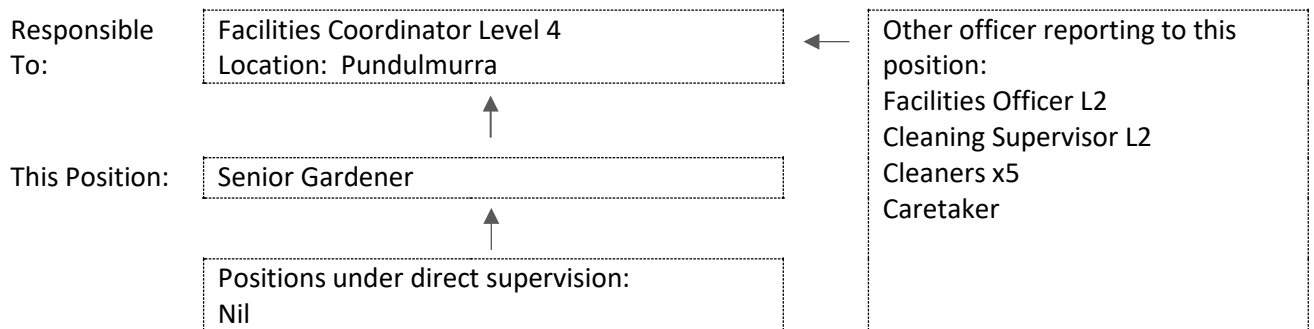 Responsible
To:
Facilities Coordinator Level 4
Location: Pundulmurra
Other officer reporting to this
position:
Facilities Officer L2
Cleaning Supervisor L2
Cleaners x5
Caretaker
This Position:
Senior Gardener
Positions under direct supervision:
Nil